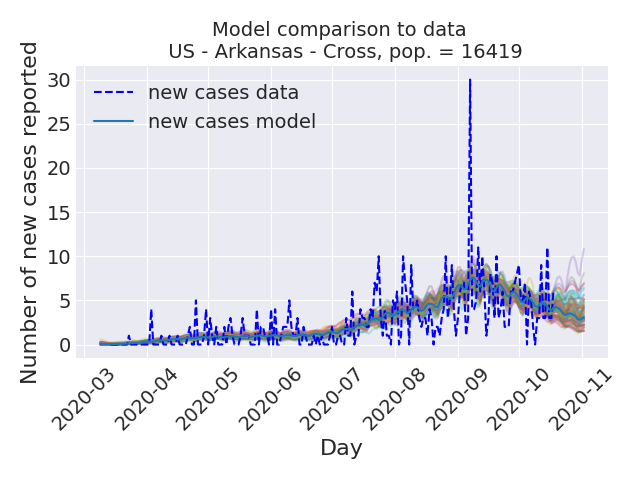 Model comparison to data
US - Arkansas - Cross, pop. = 16419
Number of new cases reported
30
25
20
15
10
5
0
new cases data
new cases model
2020-03
2020-04
2020-05
2020-06
2020-07
2020-08
2020-09
2020-10
2020-11
Day